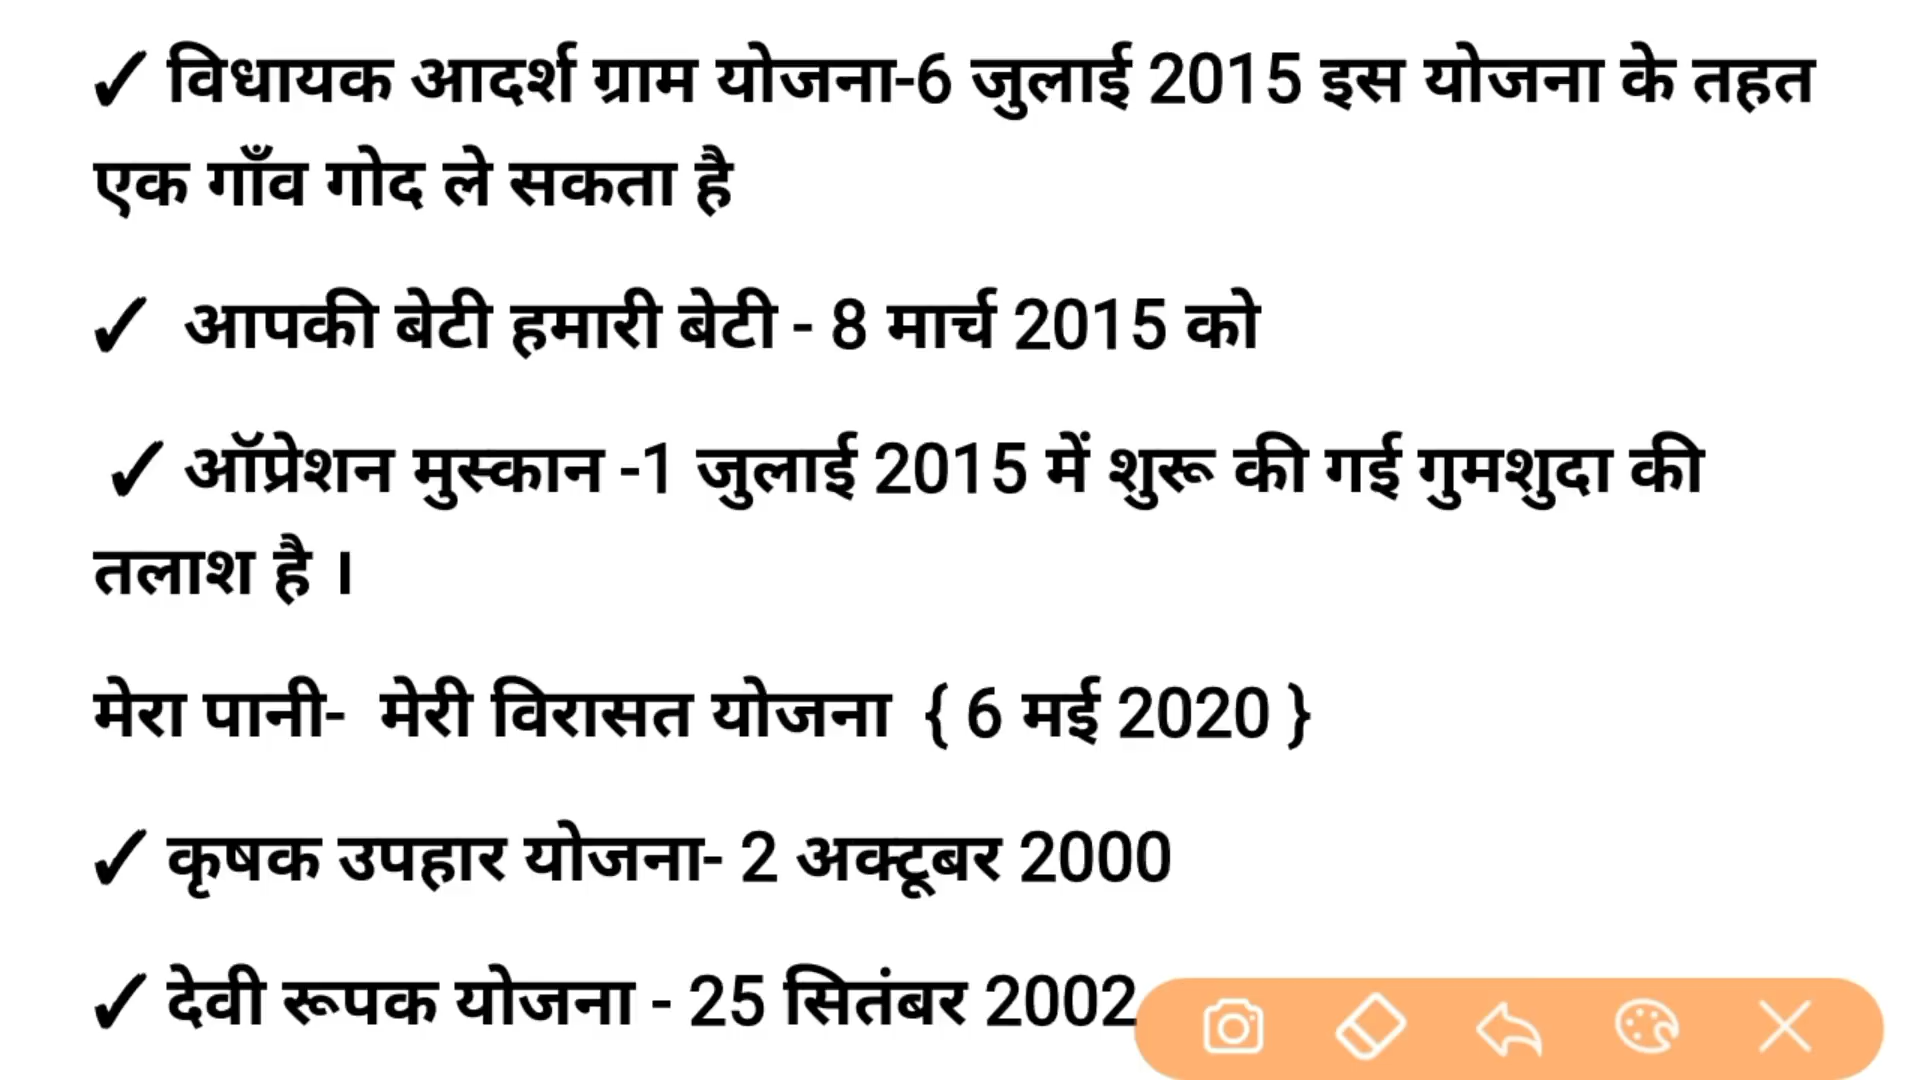 ✓ विधायक आदर्श ग्राम योजना-6 जुलाई 2015 इस योजना के तहत
एक गाँव गोद ले सकता है
✓ आपकी बेटी हमारी बेटी - 8 मार्च 2015 को
✓ ऑप्रेशन मुस्कान -1 जुलाई 2015 में शुरू की गई गुमशुदा की
तलाश है ।
मेरा पानी- मेरी विरासत योजना { 6 मई 2020 }
✓ कृषक उपहार योजना- 2 अक्टूबर 2000
✓ देवी रूपक योजना - 25 सितंबर 2002